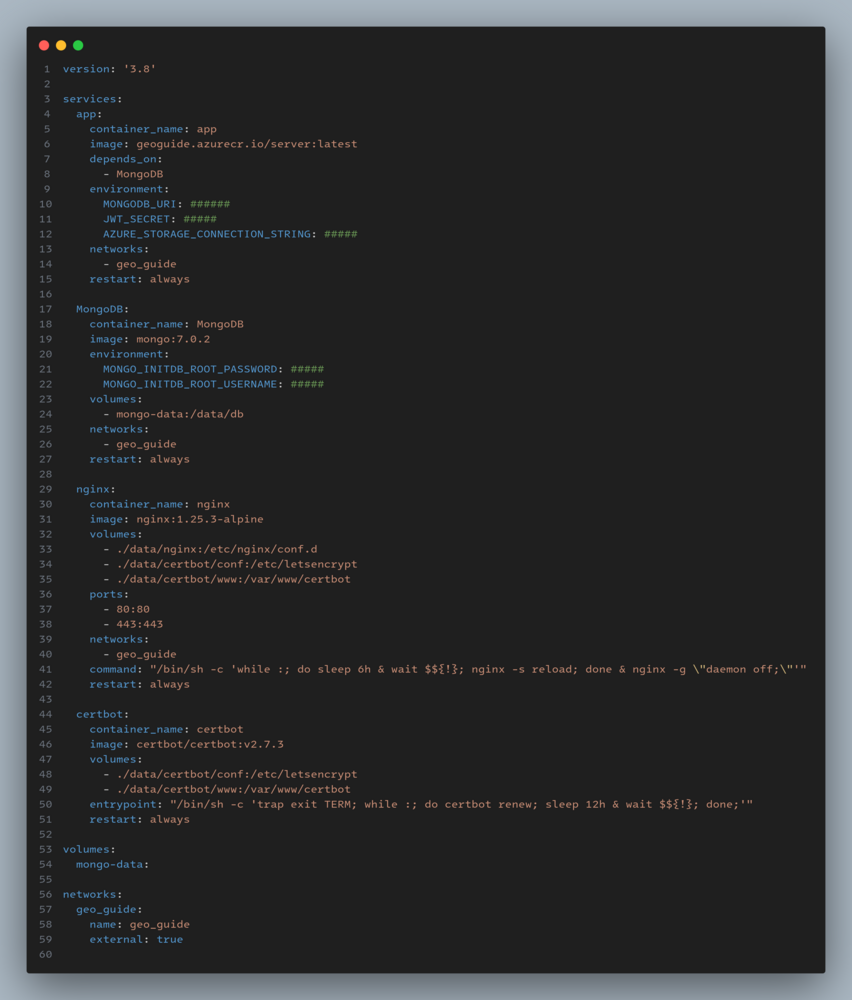 1 version: '3.8'
2
3 services:
4   app:
5     container_name: app
6     image: geoguide.azurecr.io/server:latest
7     depends_on:
8       - MongoDB
9     environment:
10       MONGODB_URI: ######
11       JWT_SECRET: #####
12       AZURE_STORAGE_CONNECTION_STRING: #####
13     networks:
14       - geo_guide
15     restart: always
16
17   MongoDB:
18     container_name: MongoDB
19     image: mongo:7.0.2
20     environment:
21       MONGO_INITDB_ROOT_PASSWORD: #####
22       MONGO_INITDB_ROOT_USERNAME: #####
23     volumes:
24       - mongo-data:/data/db
25     networks:
26       - geo_guide
27     restart: always
28
29   nginx:
30     container_name: nginx
31     image: nginx:1.25.3-alpine
32     volumes:
33       - ./data/nginx:/etc/nginx/conf.d
34       - ./data/certbot/conf:/etc/letsencrypt
35       - ./data/certbot/www:/var/www/certbot
36     ports:
37       - 80:80
38       - 443:443
39     networks:
40       - geo_guide
41     command: "/bin/sh -c 'while :; do sleep 6h & wait $${!}; nginx -s reload; done & nginx -g \"daemon off;\"'"
42     restart: always
43
44   certbot:
45     container_name: certbot
46     image: certbot/certbot:v2.7.3
47     volumes:
48       - ./data/certbot/conf:/etc/letsencrypt
49       - ./data/certbot/www:/var/www/certbot
50     entrypoint: "/bin/sh -c 'trap exit TERM; while :; do certbot renew; sleep 12h & wait $${!}; done;'"
51     restart: always
52
53 volumes:
54   mongo-data:
55
56 networks:
57   geo_guide:
58     name: geo_guide
59     external: true
60